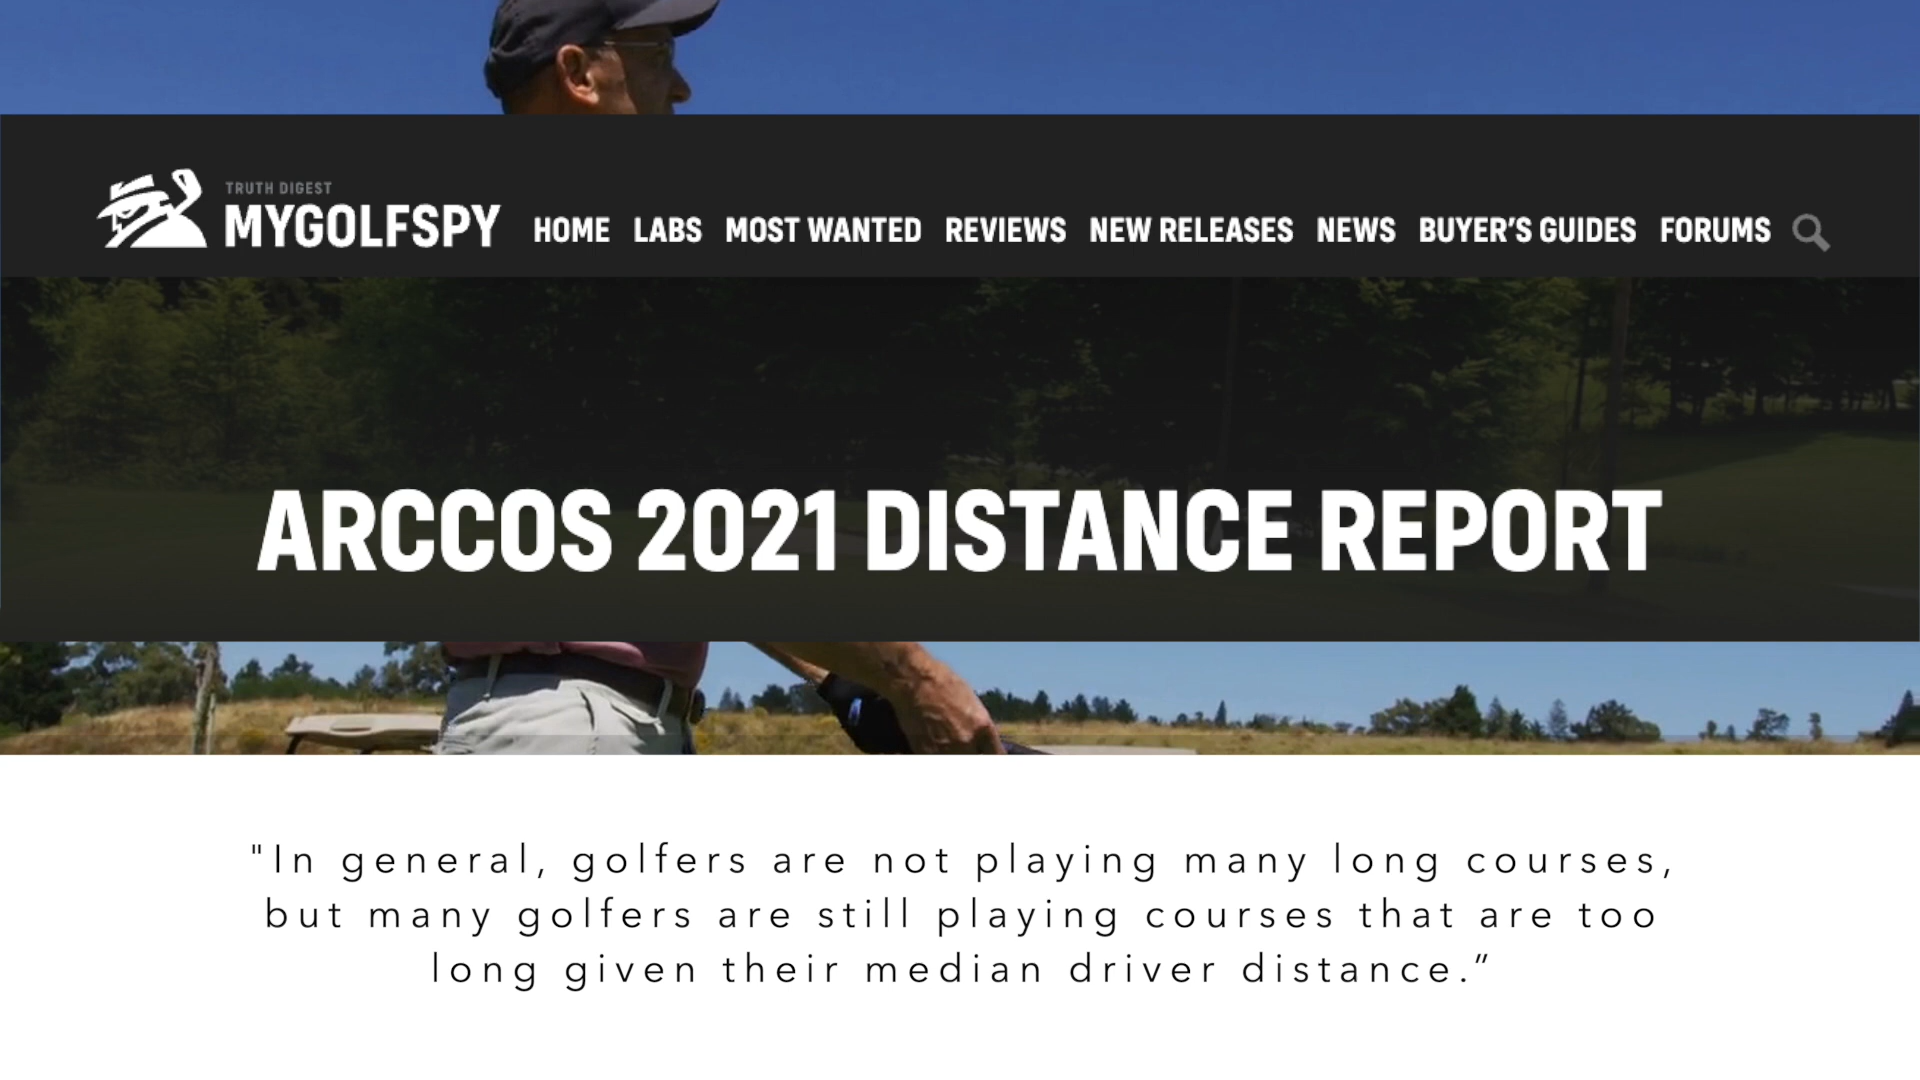 TRUTH DIGEST
MYGOLFSPY
HOME LABS MOST WANTED REVIEWS NEW RELEASES NEWS BUYER’S GUIDES FORUMS
ARCCOS 2021 DISTANCE REPORT
"In general, golfers are not playing many long courses,
but many golfers are still playing courses that are too
long given their median driver distance.”